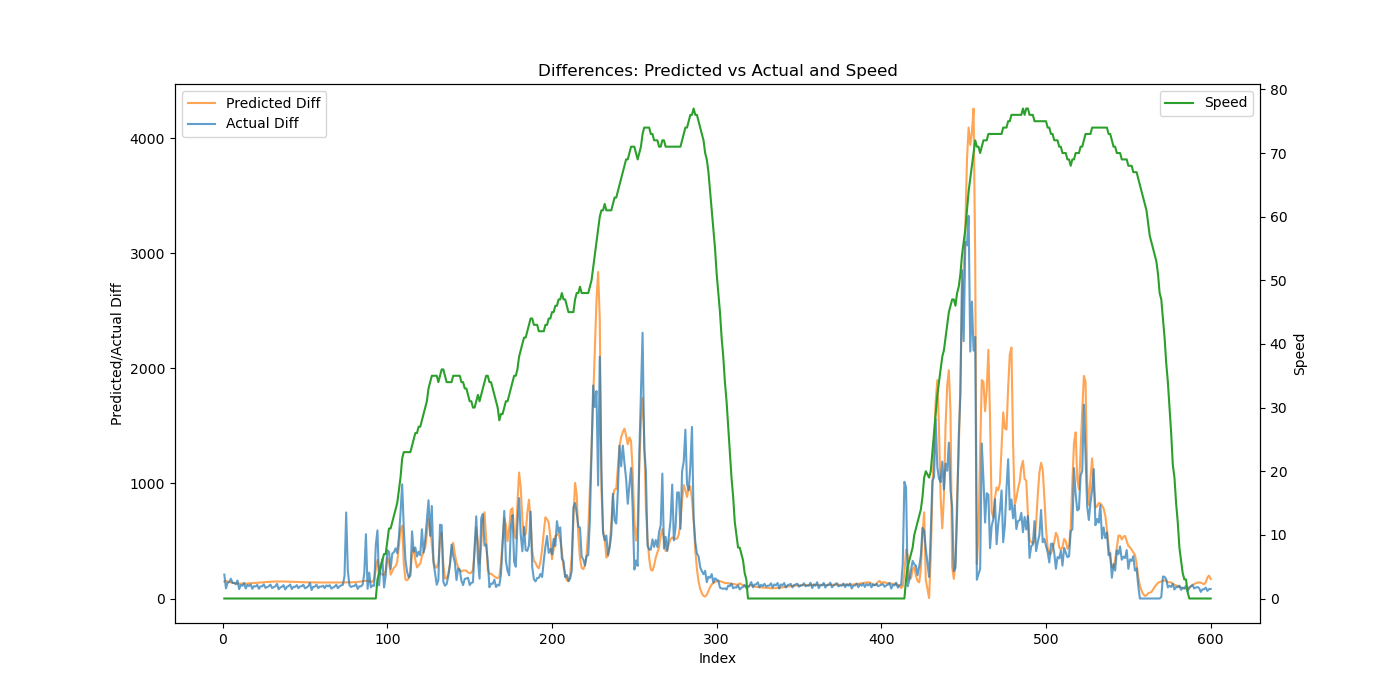 Differences: Predicted vs Actual and Speed
Predicted Diff
Actual Diff
Speed
4000
3000
2000
1000
0
Predicted/Actual Diff
80
70
60
50
40
30
20
10
0
Speed
0 100 200 300 400 500 600
Index